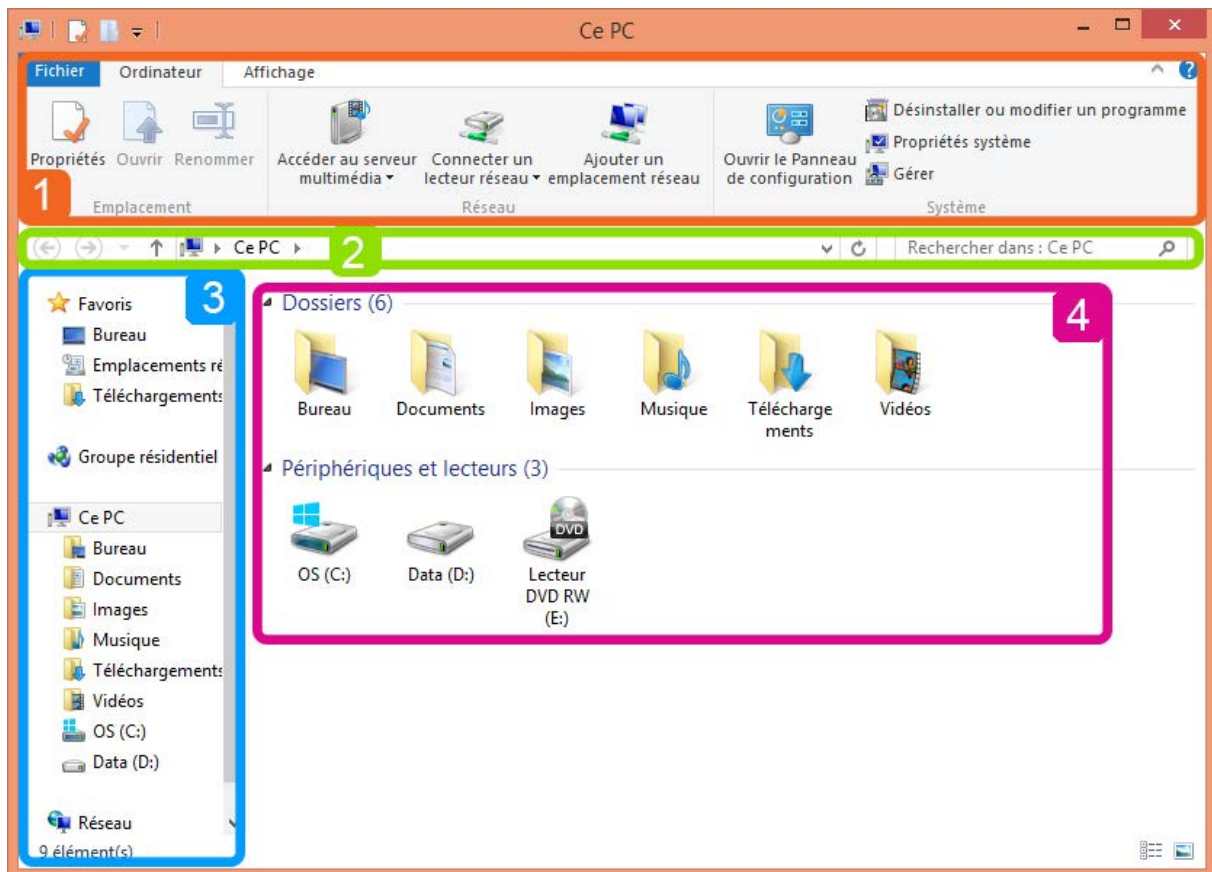 Ce PC
Fichier Ordinateur Affichage
Propriétés Ouvrir Renommer
Accéder au serveur
multimédia
Connecter un
lecteur réseau
Ajouter un
emplacement réseau
Ouvrir le Panneau
de configuration
Désinstaller ou modifier un programme
Propriétés système
Gérer
1
Emplacement Réseau Système
Ce PC
2
Rechercher dans : Ce PC
3
Favoris
Bureau
Emplacements ré
Téléchargements
Groupe résidentiel
Ce PC
Bureau
Documents
Images
Musique
Téléchargements
Vidéos
OS (C:)
Data (D:)
Réseau
9 élément(s)
4
Dossiers (6)
Bureau
Documents
Images
Musique
Télécharge
ments
Vidéos
Périphériques et lecteurs (3)
OS (C:)
Data (D:)
DVD
Lecteur
DVD RW
(E:)